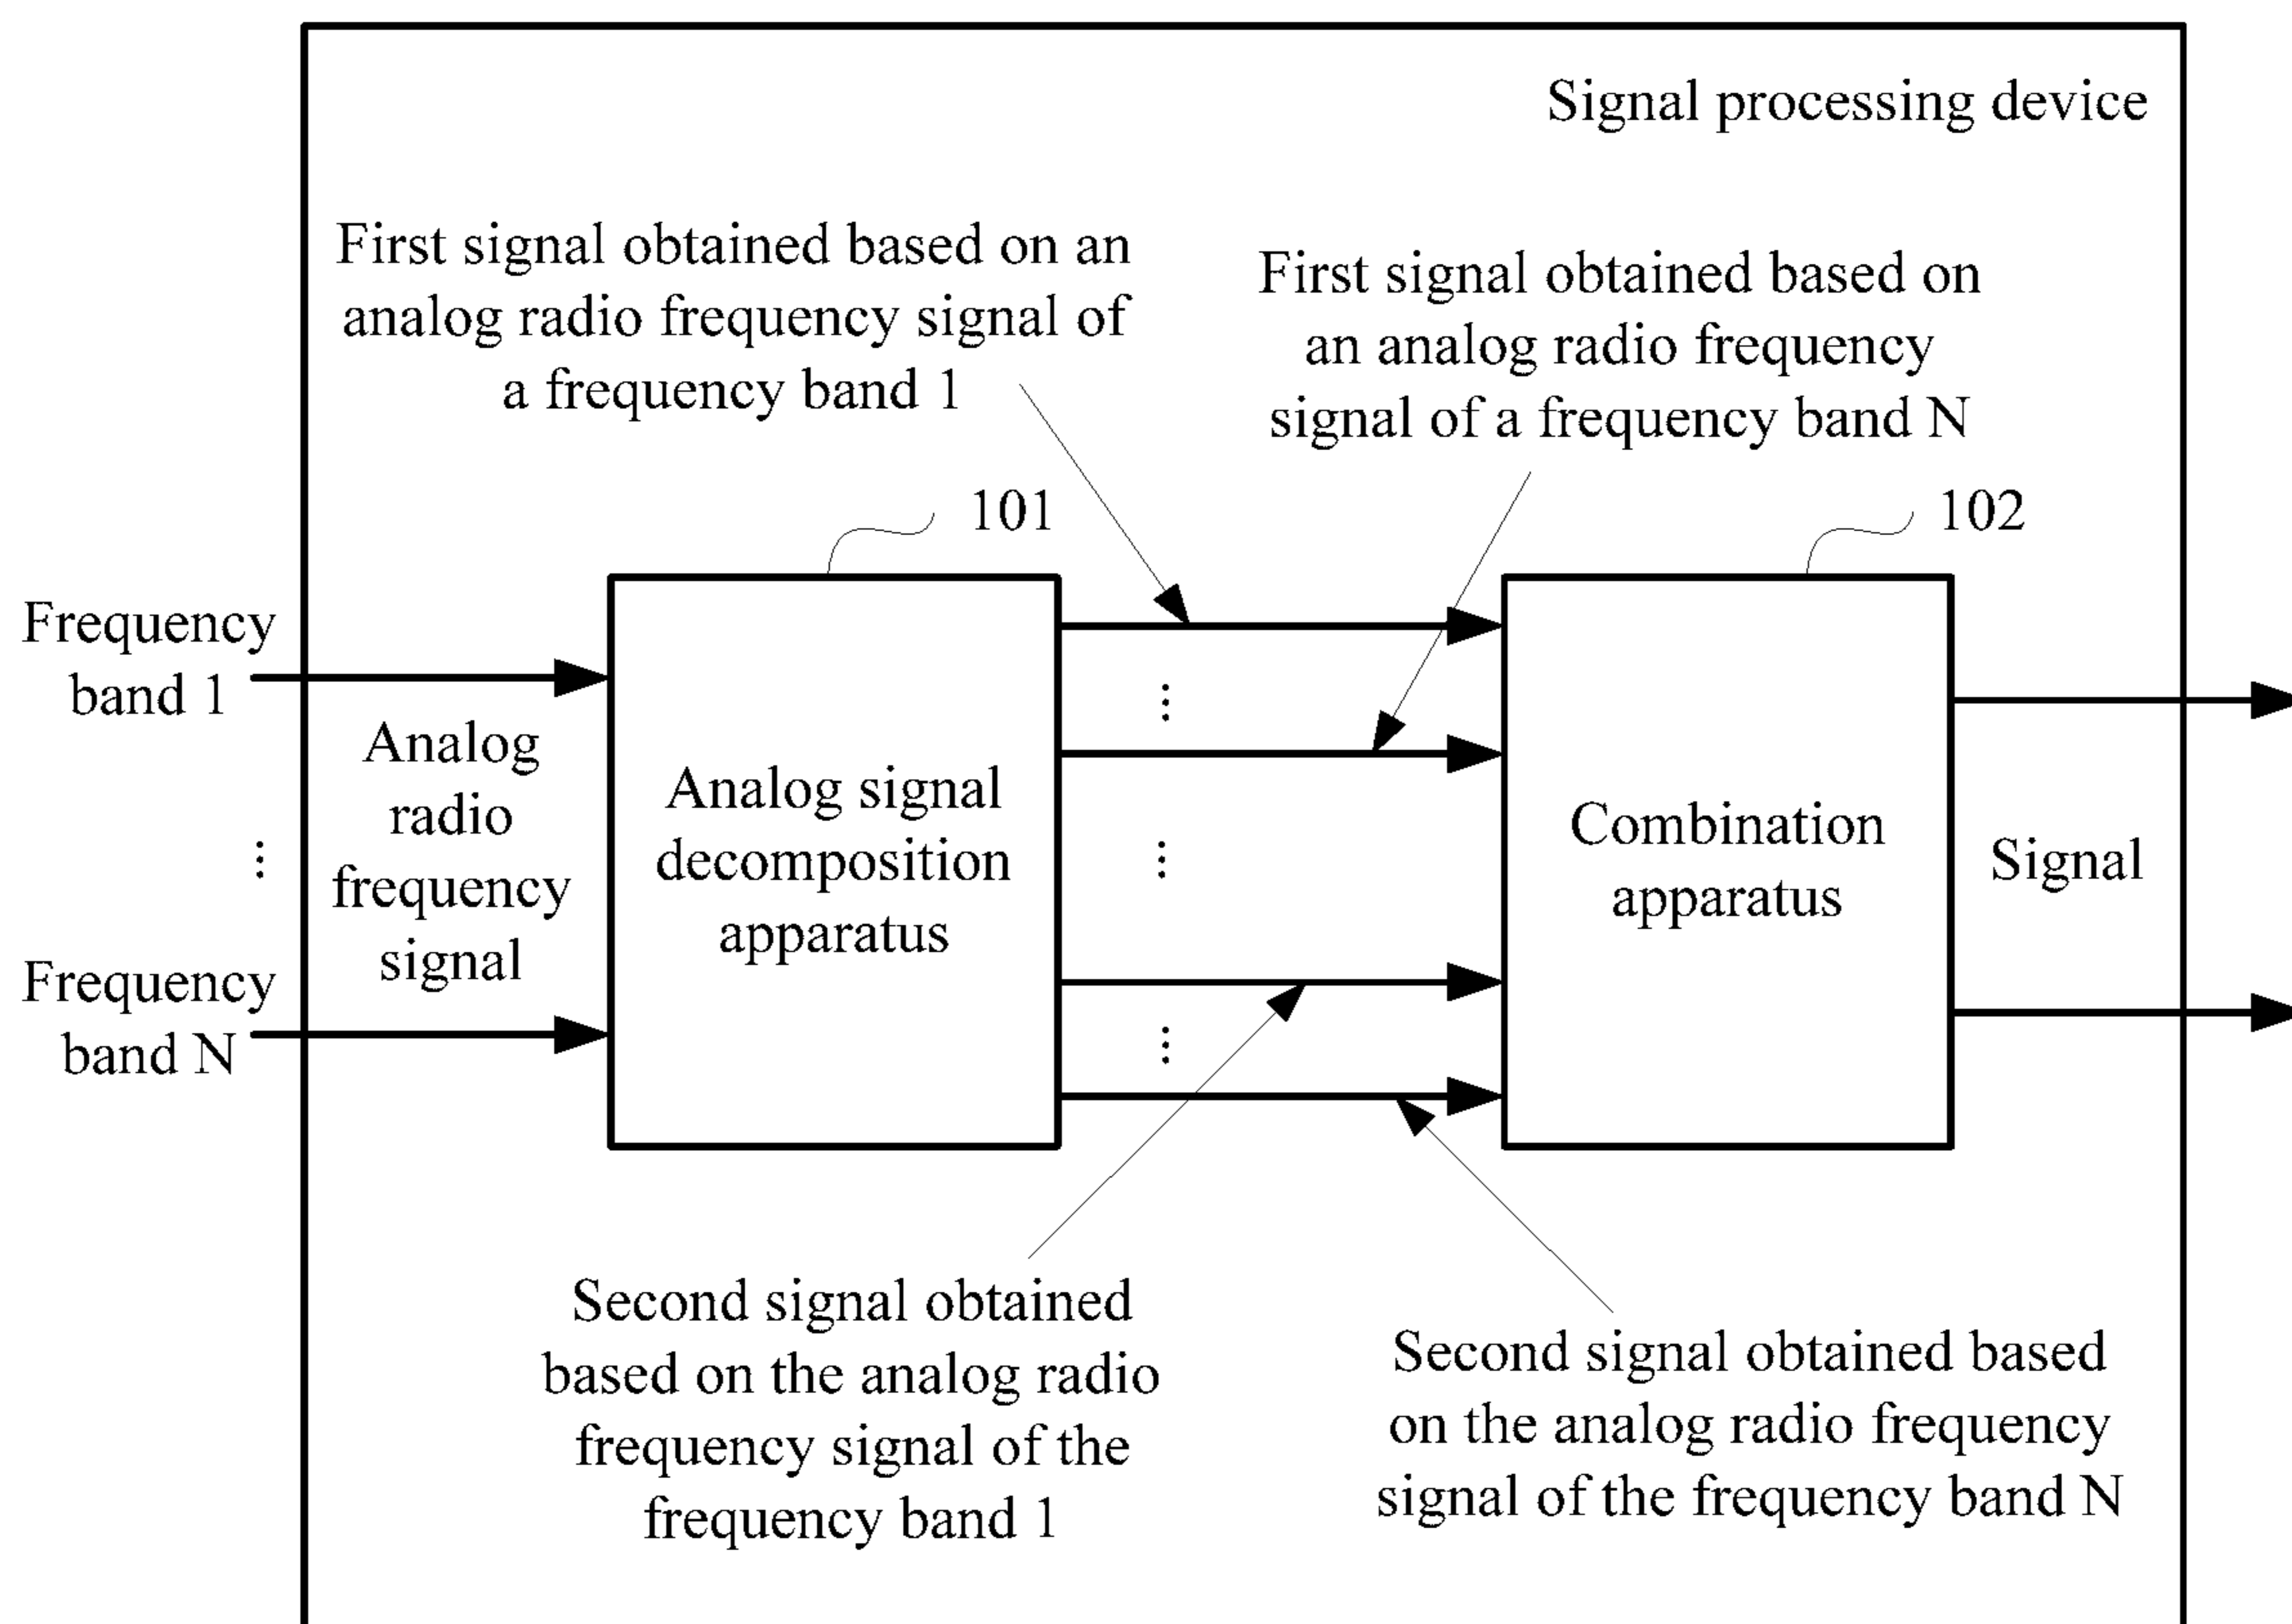 Signal processing device
First signal obtained based on an
analog radio frequency signal of
a frequency band 1
First signal obtained based on
an analog radio frequency
signal of a frequency band N
101
102
Frequency
band 1
Analog
radio
frequency
signal
Frequency
band N
Analog signal
decomposition
apparatus
Combination
apparatus
Signal
Second signal obtained
based on the analog radio
frequency signal of the
frequency band 1
Second signal obtained based
on the analog radio frequency
signal of the frequency band N